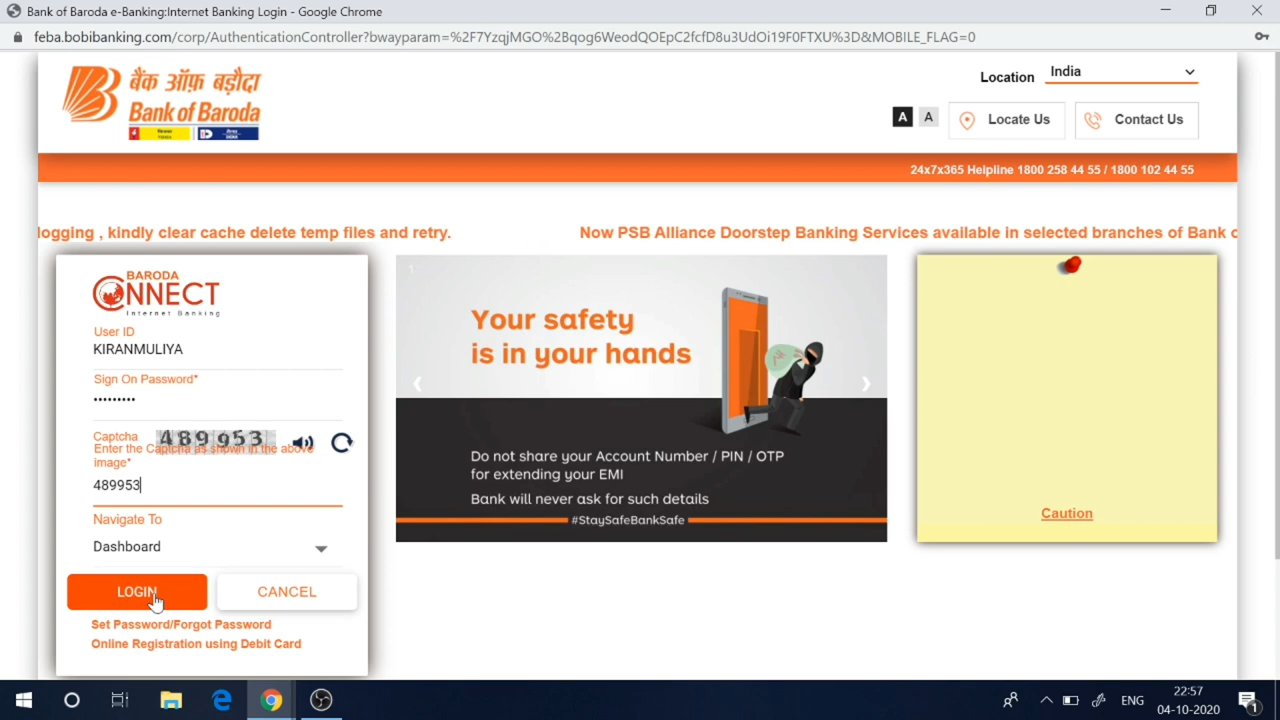 Bank of Baroda e-Banking:Internet Banking Login - Google Chrome
feba.bobibanking.com/corp/AuthenticationController?bwayparam=%2F7YzqjMGO%2Bqog6WeodQOEpC2fcfD8u3UdOi19F0FTXU%3D&MOBILE_FLAG=0
बैंक ऑफ़ बड़ौदा
Bank of Baroda
Location India
A A Locate Us Contact Us
24x7x365 Helpline 1800 258 44 55 / 1800 102 44 55
logging , kindly clear cache delete temp files and retry. Now PSB Alliance Doorstep Banking Services available in selected branches of Bank
BARODA
CONNECT
Internet Banking
User ID
KIRANMULIYA
Sign On Password*
•••••••••
Captcha 489953
Enter the Captcha as shown in the above
image*
489953
Navigate To
Dashboard
LOGIN CANCEL
Set Password/Forgot Password
Online Registration using Debit Card
1
Your safety
is in your hands
Do not share your Account Number / PIN / OTP
for extending your EMI
Bank will never ask for such details
#StaySafeBankSafe
Caution
ENG
22:57
04-10-2020
1